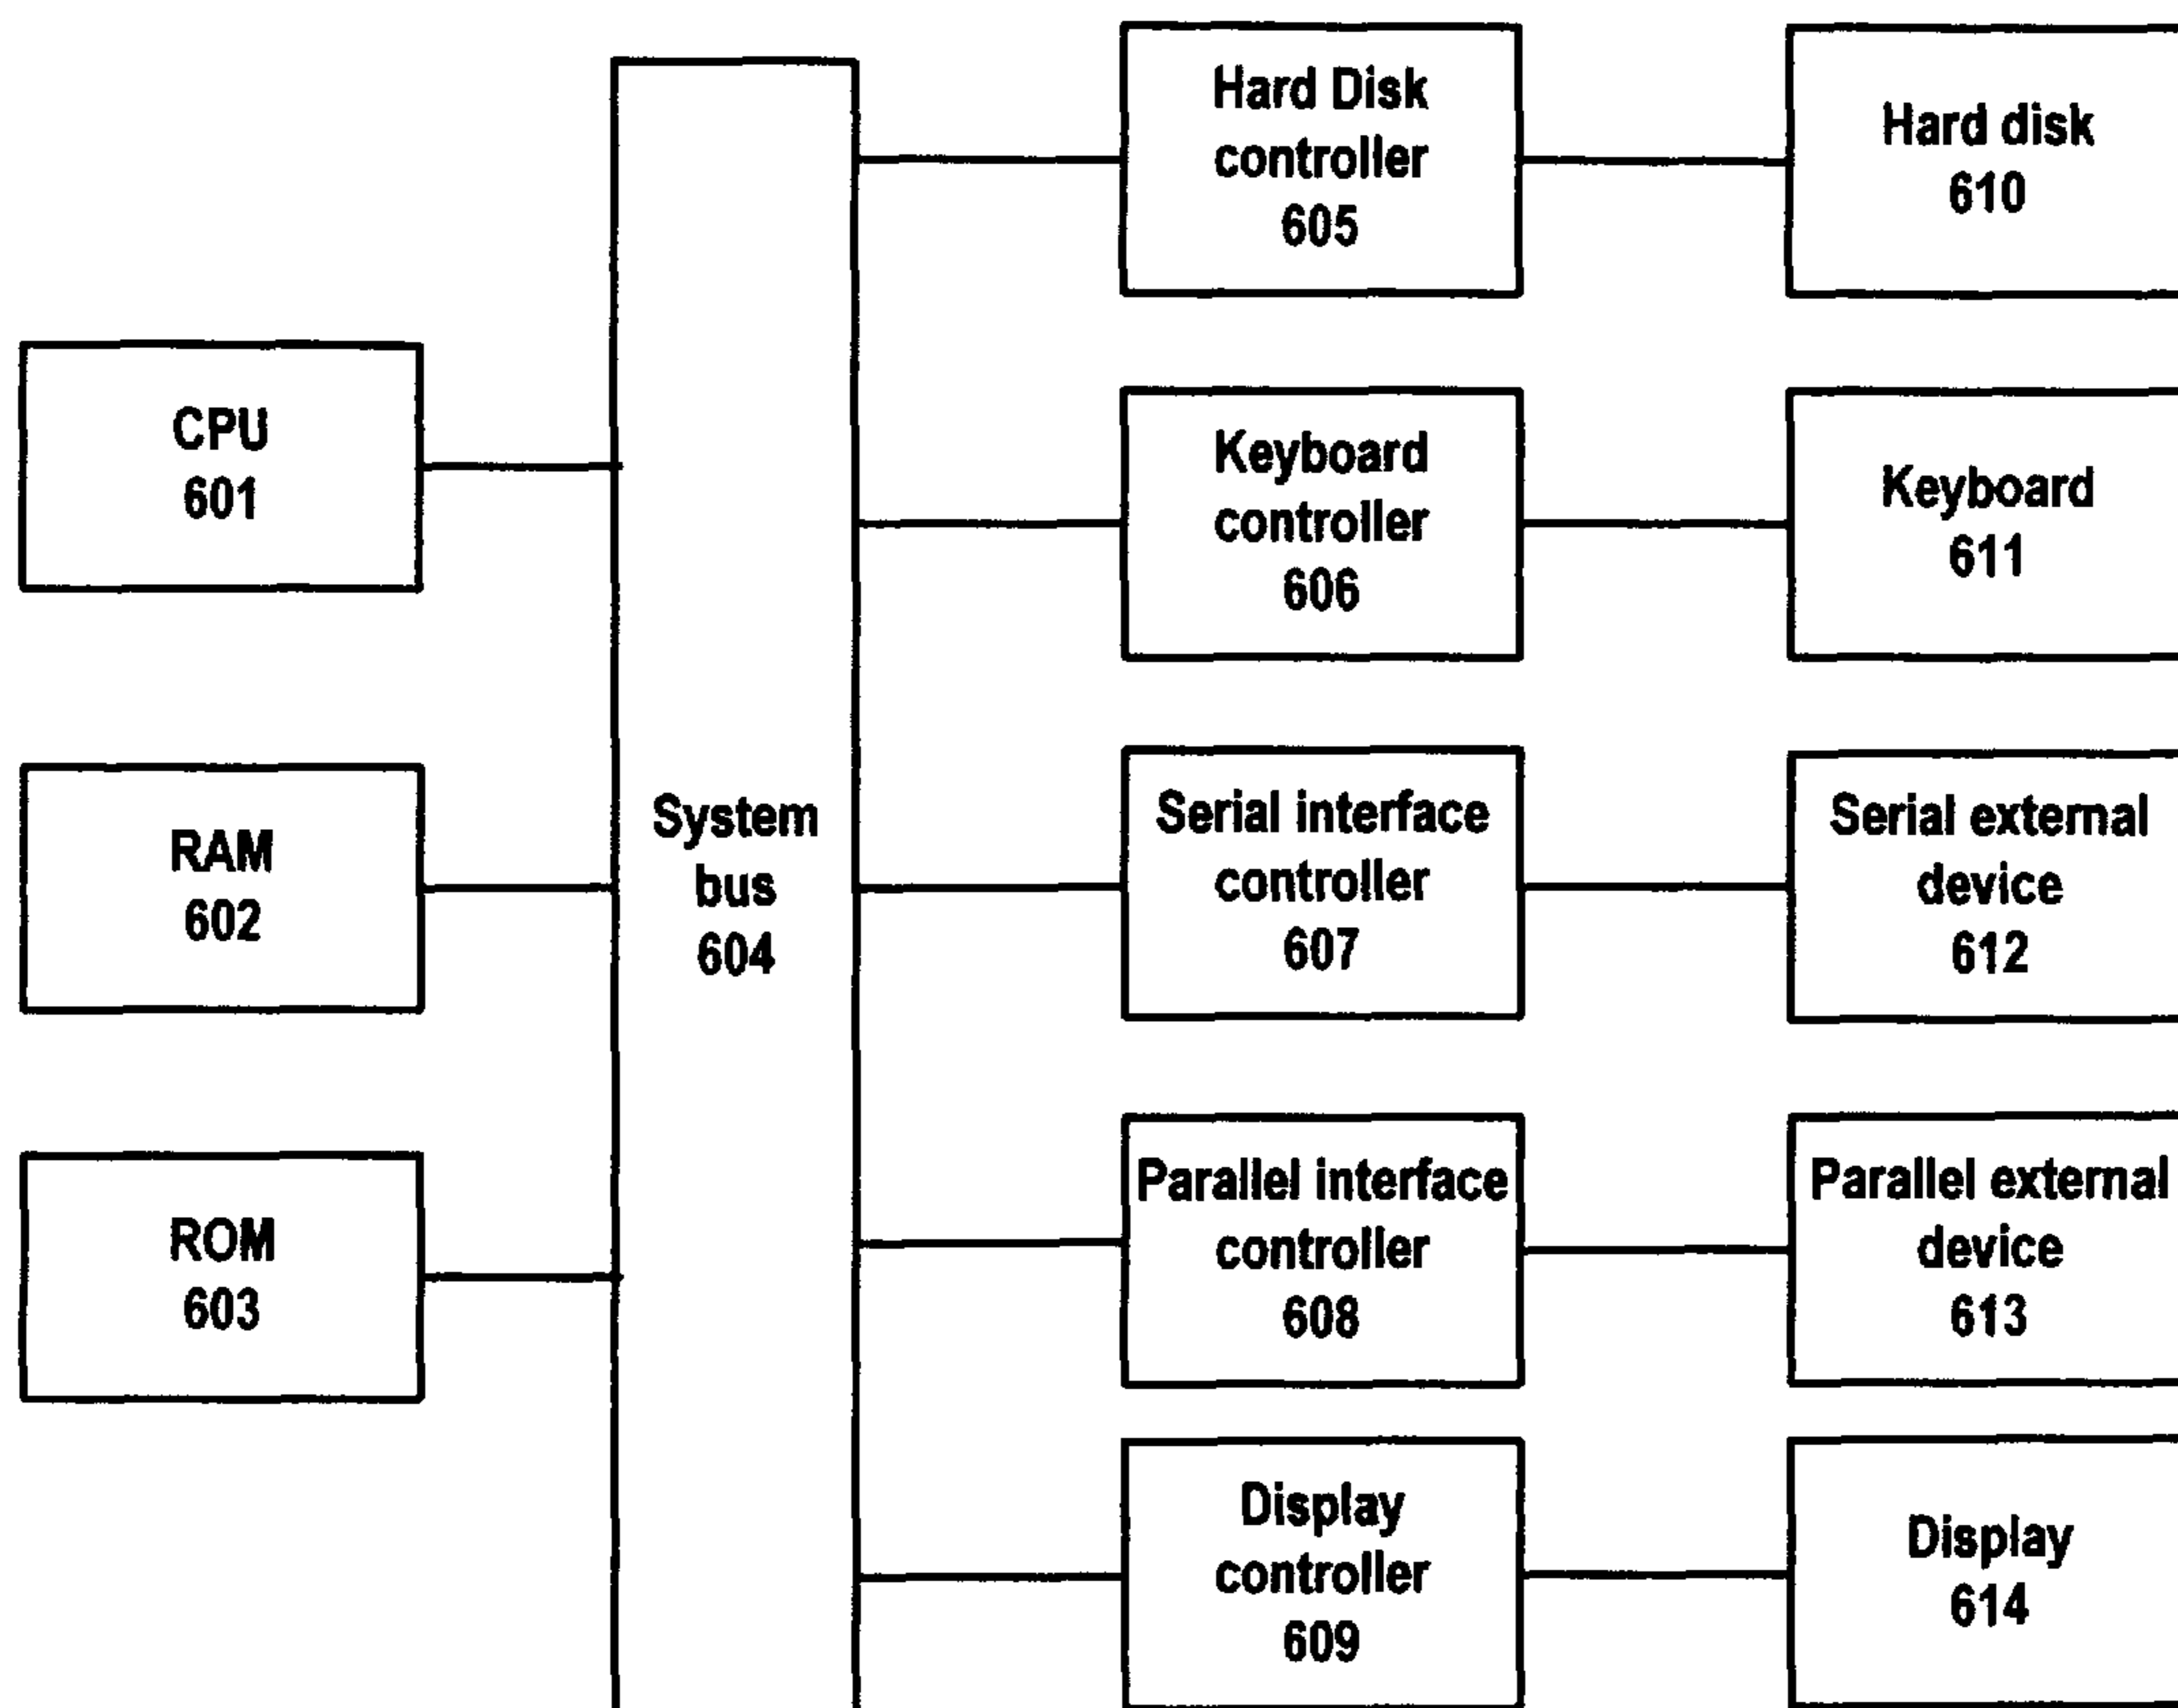 Hard Disk
controller
605
Hard disk
610
CPU
601
Keyboard
controller
606
Keyboard
611
RAM
602
System
bus
604
Serial interface
controller
607
Serial external
device
612
ROM
603
Parallel interface
controller
608
Parallel external
device
613
Display
controller
609
Display
614